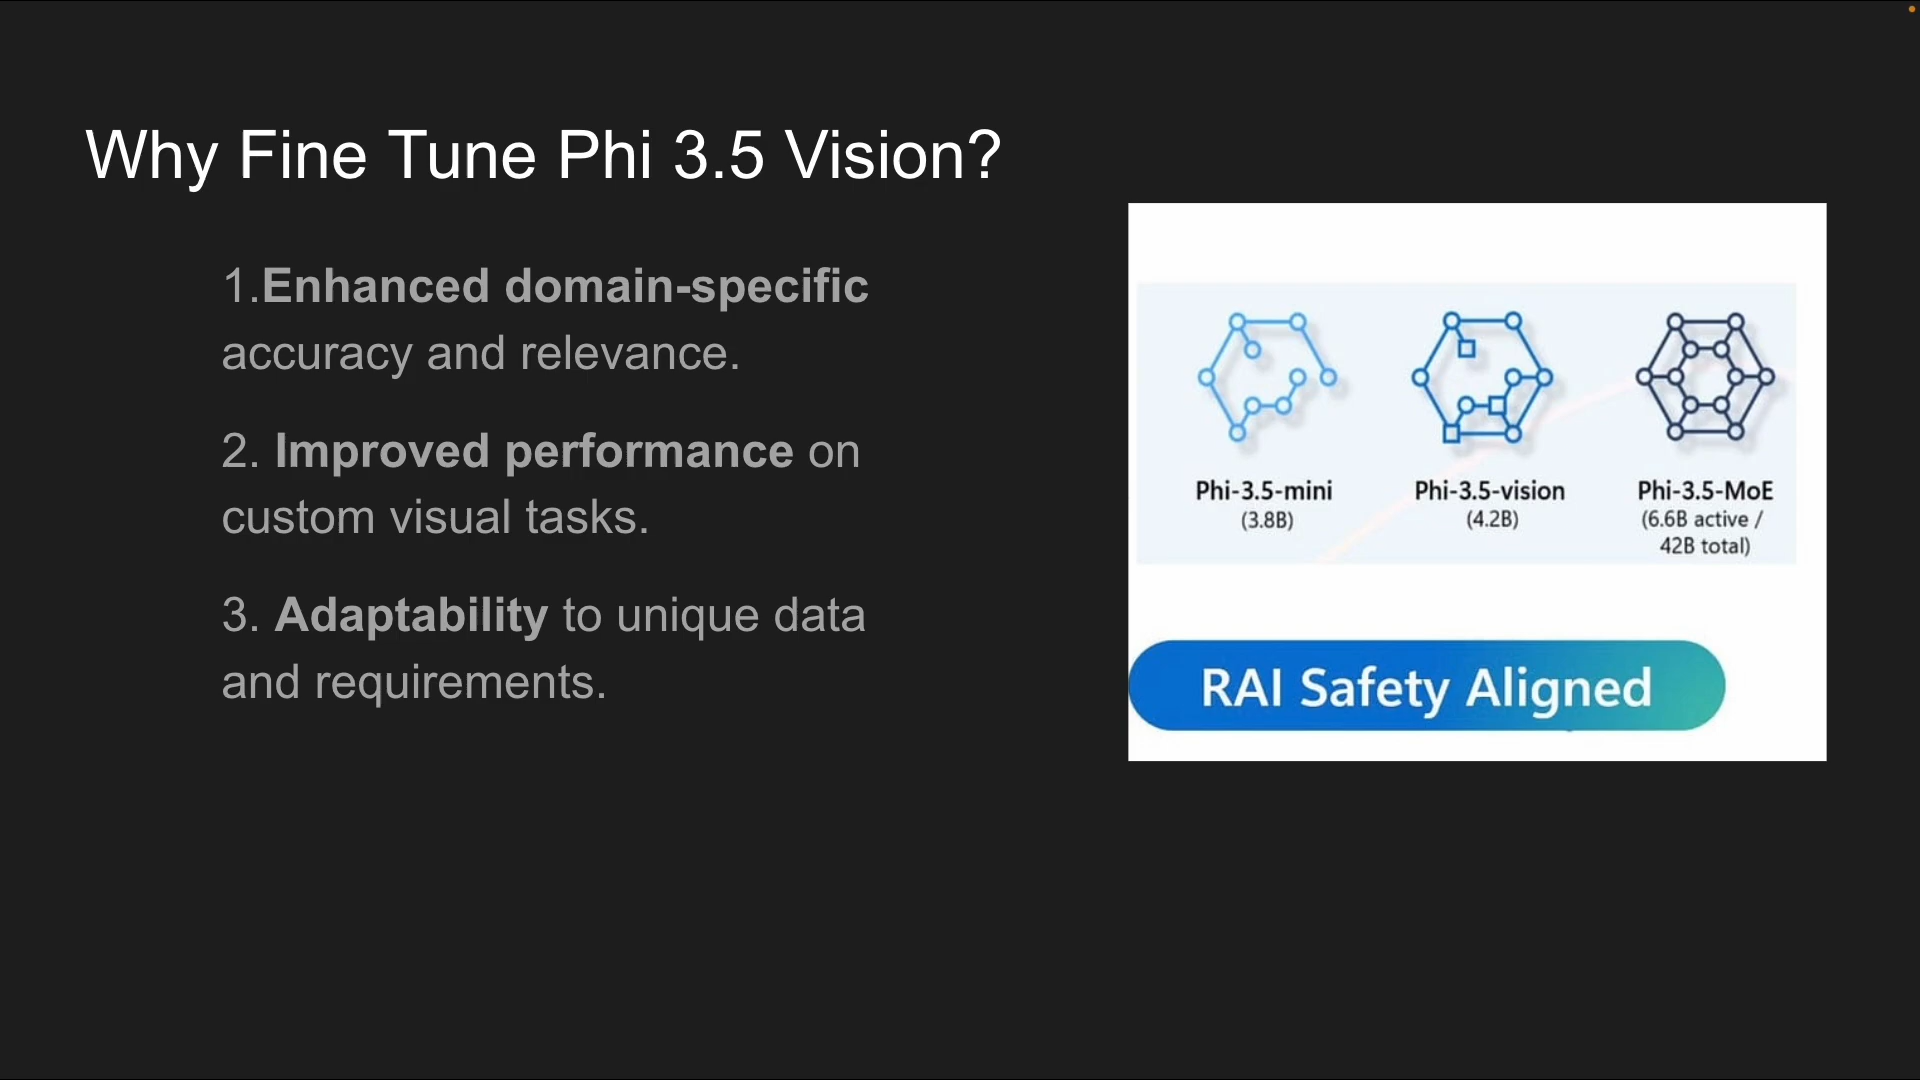 Why Fine Tune Phi 3.5 Vision?
1.Enhanced domain-specific
accuracy and relevance.
2. Improved performance on
custom visual tasks.
3. Adaptability to unique data
and requirements.
Phi-3.5-mini
(3.8B)
Phi-3.5-vision
(4.2B)
Phi-3.5-MoE
(6.6B active /
42B total)
RAI Safety Aligned